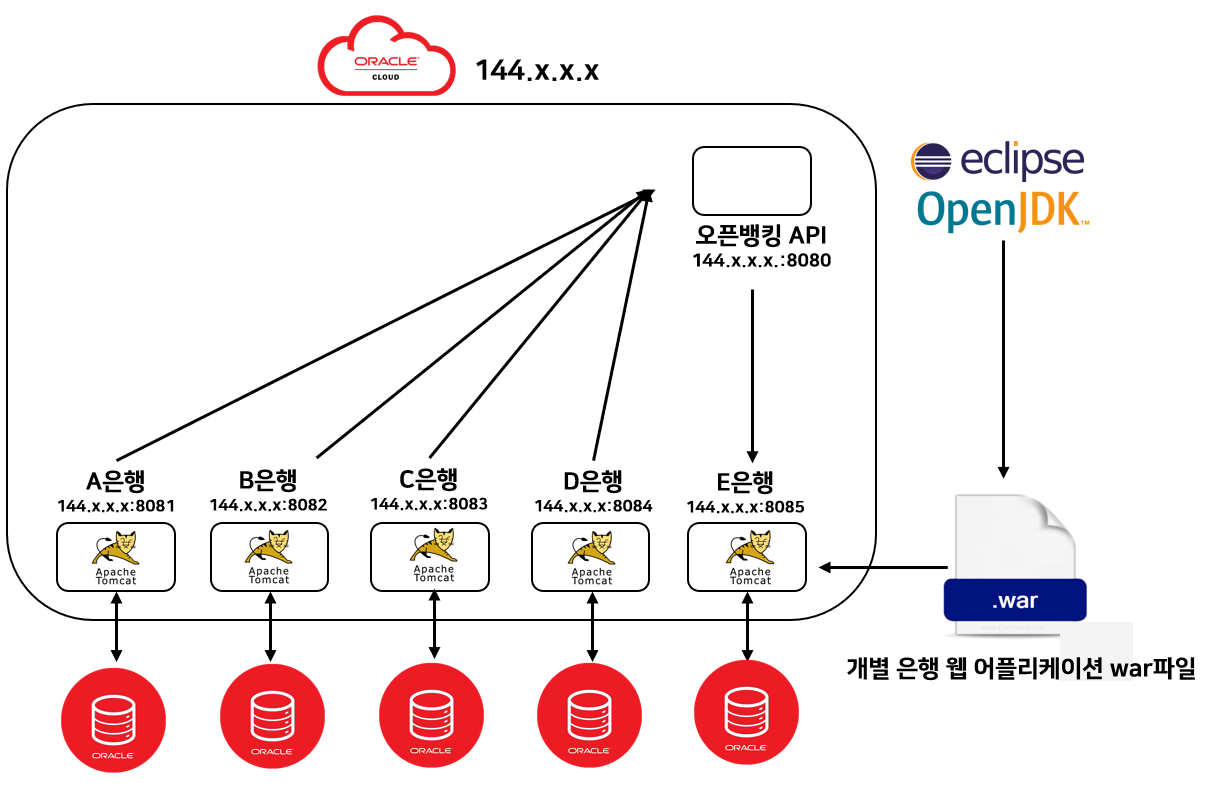 ORACLE
CLOUD
144.x.x.x
eclipse
OpenJDK™
오픈뱅킹 API
144.x.x.x.:8080
A은행
144.x.x.x:8081
B은행
144.x.x.x:8082
C은행
144.x.x.x:8083
D은행
144.x.x.x:8084
E은행
144.x.x.x:8085
Apache
Tomcat
Apache
Tomcat
Apache
Tomcat
Apache
Tomcat
Apache
Tomcat
.war
개별 은행 웹 어플리케이션 war파일
ORACLE
ORACLE
ORACLE
ORACLE
ORACLE